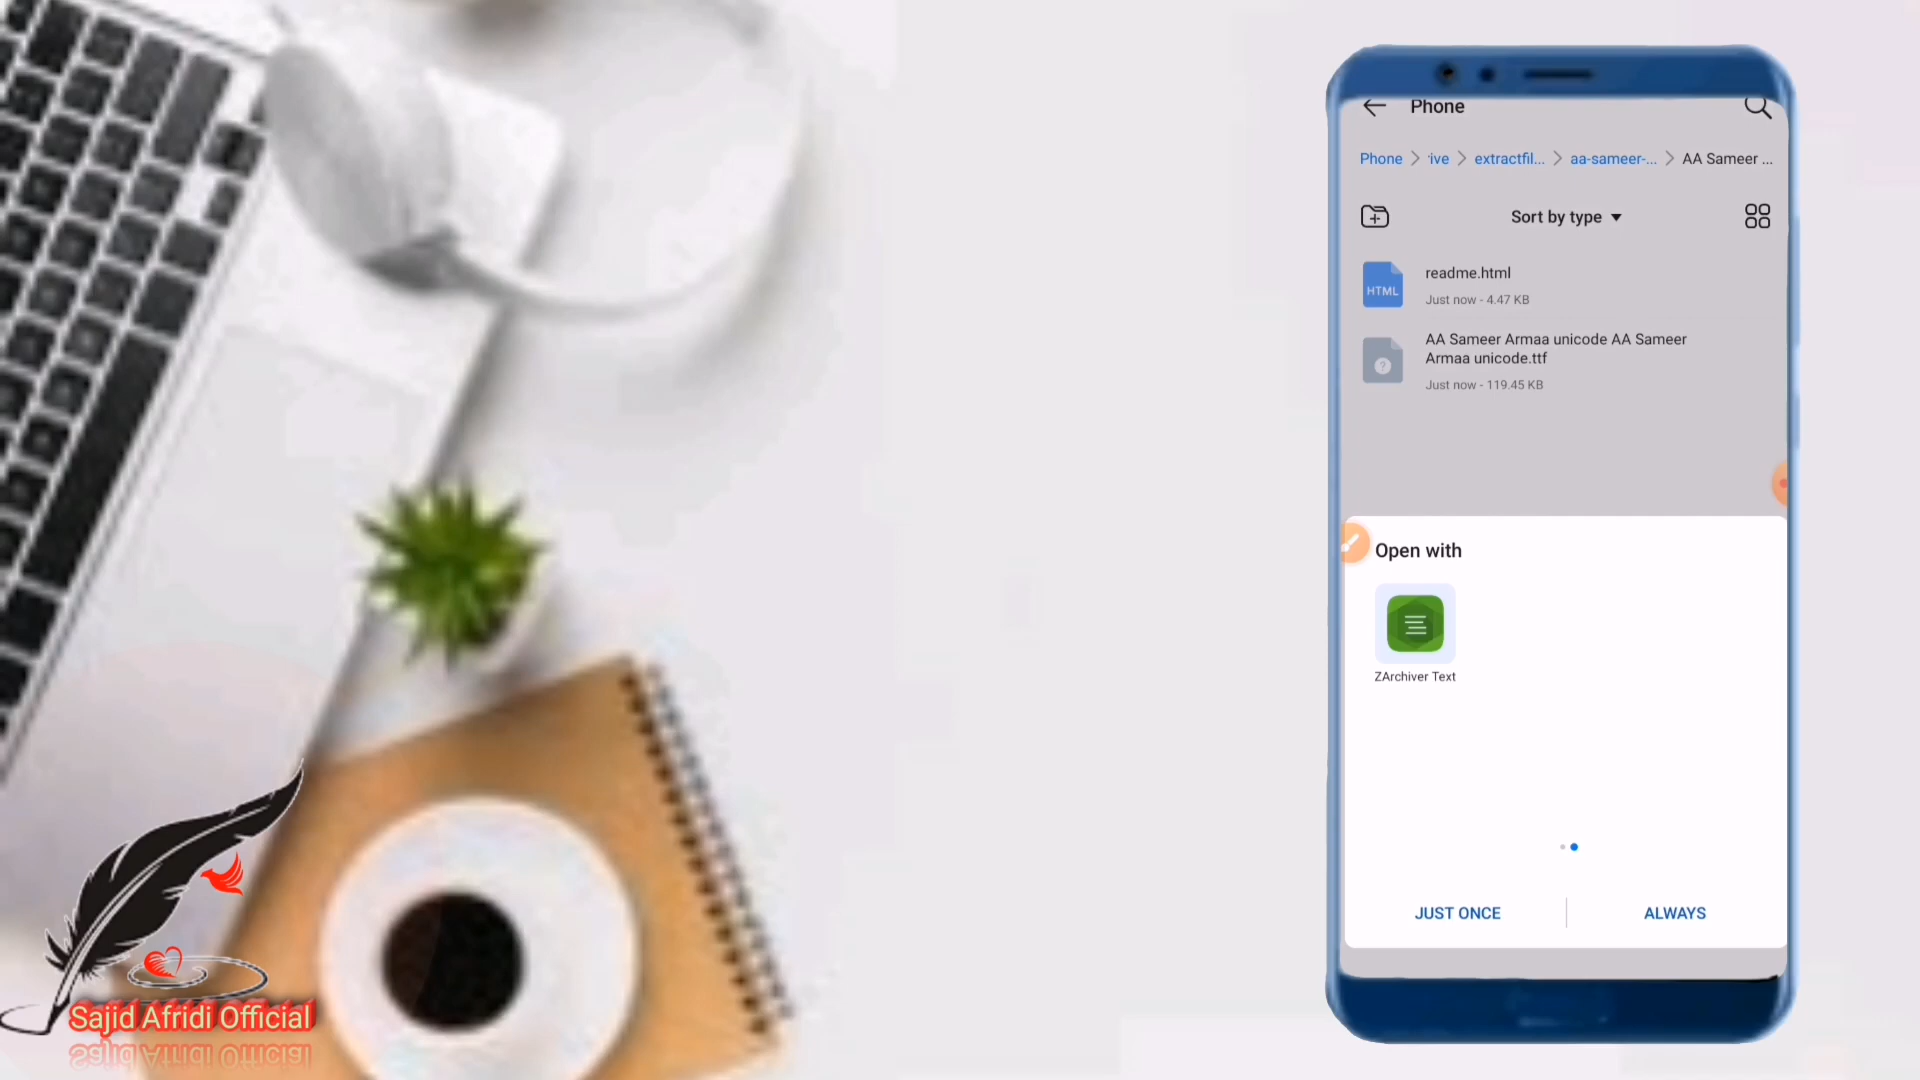 Phone
Phone > ive > extractfil... > aa-sameer-... > AA Sameer ...
Sort by type
HTML
readme.html
Just now - 4.47 KB
AA Sameer Armaa unicode AA Sameer
Armaa unicode.ttf
Just now - 119.45 KB
Open with
ZArchiver Text
JUST ONCE
ALWAYS
Sajid Afridi Official